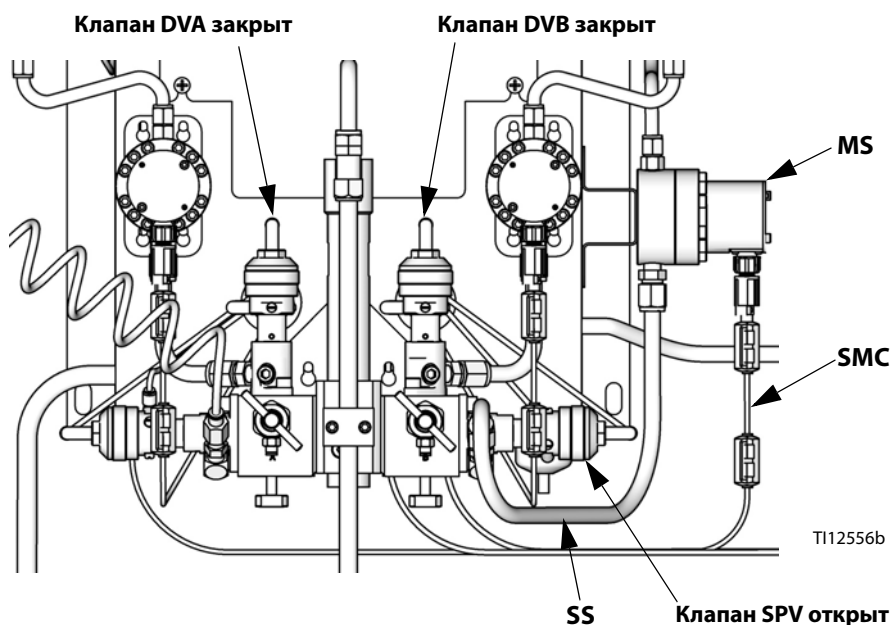 Клапан DVA закрыт
Клапан DVB закрыт
MS
SMC
TI12556b
SS
Клапан SPV открыт